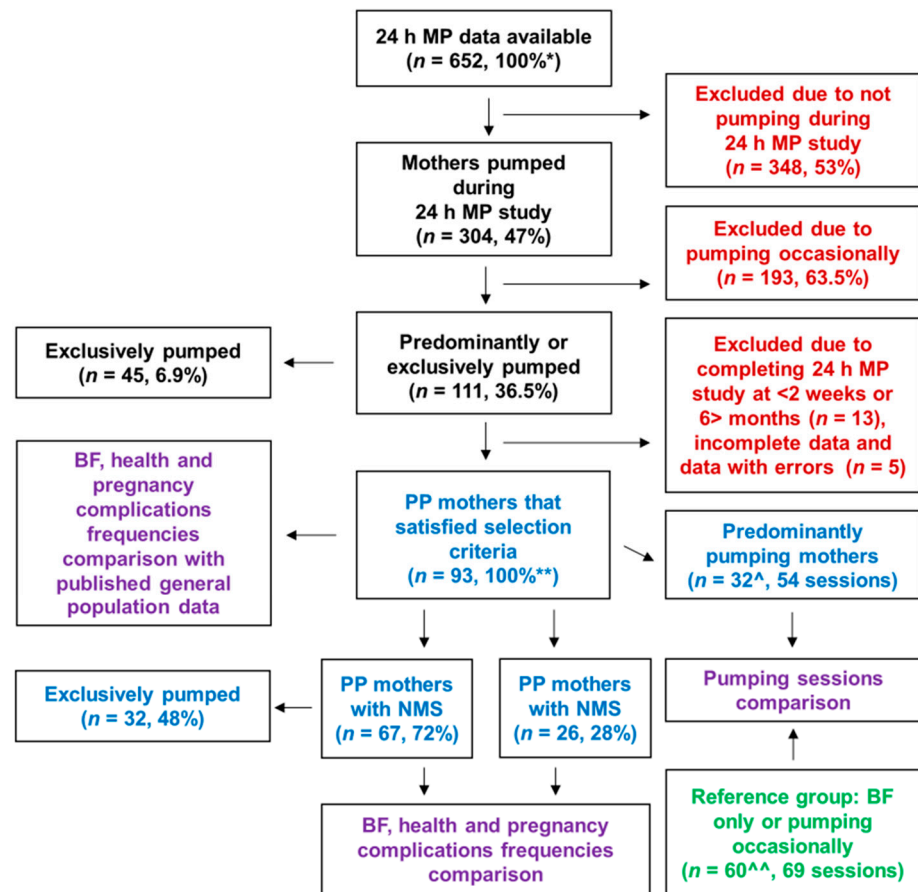 24 h MP data available
(n = 652, 100%*)
Excluded due to not
pumping during
24 h MP study
(n = 348, 53%)
Mothers pumped
during
24 h MP study
(n = 304, 47%)
Excluded due to
pumping occasionally
(n = 193, 63.5%)
Exclusively pumped
(n = 45, 6.9%)
Predominantly or
exclusively pumped
(n = 111, 36.5%)
Excluded due to
completing 24 h MP
study at <2 weeks or
6> months (n = 13),
incomplete data and
data with errors (n = 5)
BF, health and
pregnancy
complications
frequencies
comparison with
published general
population data
PP mothers that
satisfied selection
criteria
(n = 93, 100%**)
Predominantly
pumping mothers
(n = 32^, 54 sessions)
Exclusively pumped
(n = 32, 48%)
PP mothers
with NMS
(n = 67, 72%)
PP mothers
with NMS
(n = 26, 28%)
Pumping sessions
comparison
BF, health and pregnancy
complications frequencies
comparison
Reference group: BF
only or pumping
occasionally
(n = 60^^, 69 sessions)